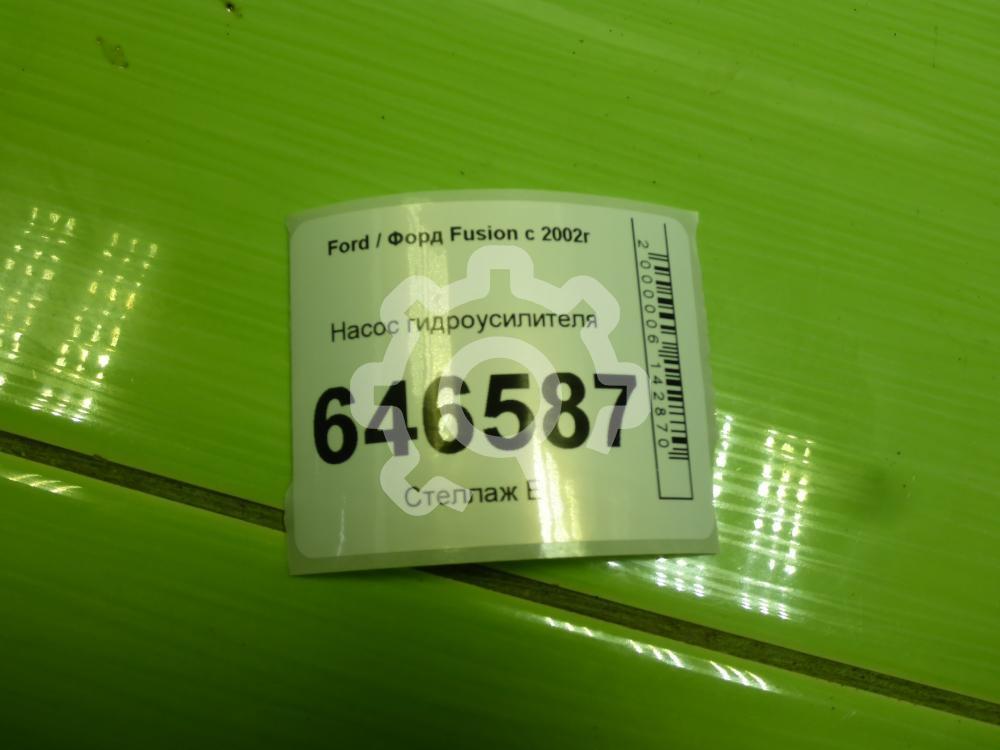 Ford / Форд Fusion с 2002г
Насос гидроусилителя
646587
Стеллаж
2000006142870